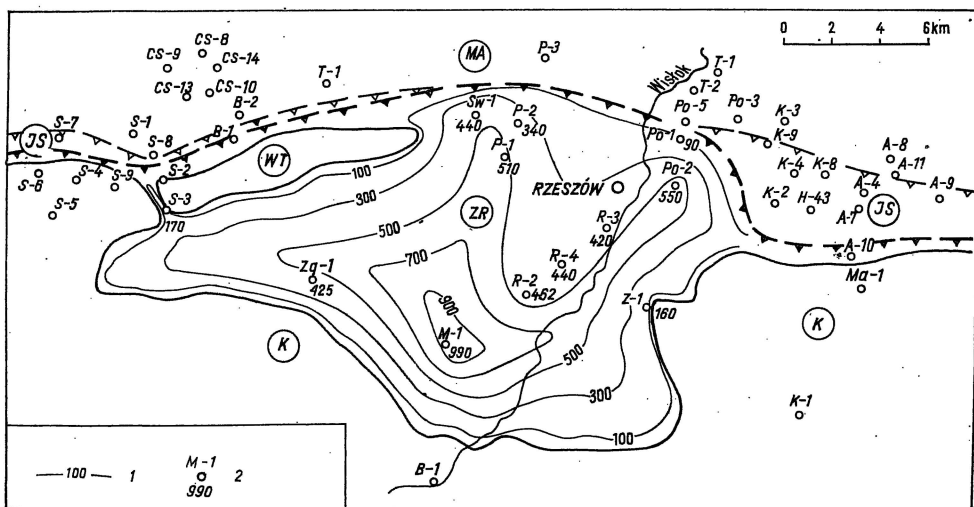 CS-8
CS-9
CS-14
CS-13
CS-10
B-2
T-1
MA
P-3
Wisłok
T-1
T-2
0 2 4 6km
S-7
JS
S-1
S-8
B-1
WT
Sw-1
440
P-2
340
P-1
510
Po-5
Po-3
K-3
K-9
Po-1
90
S-6
S-4
S-9
S-2
S-5
S-3
170
100
300
500
700
900
RZESZÓW
Po-2
550
ZR
R-3
420
R-4
440
R-2
462
K-4
K-8
K-2
H-43
A-8
A-11
A-4
A-9
A-7
JS
A-10
Ma-1
Zg-1
425
M-1
990
Z-1
160
K
K
500
300
100
K-1
B-1
100 1
M-1
990
2